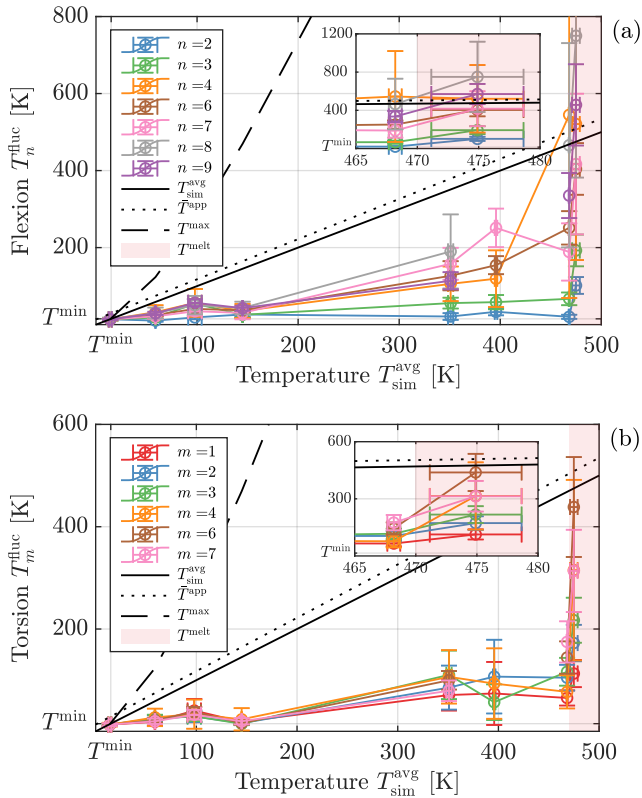 (a)
800
600
400
200
T^min
Flexion T_n^fluc [K]
n = 2
n = 3
n = 4
n = 6
n = 7
n = 8
n = 9
T_sim^avg
T̄^app
T^max
T^melt
1200
800
400
T^min
465 470 475 480
T^min 100 200 300 400 500
Temperature T_sim^avg [K]
(b)
600
400
200
T^min
Torsion T_m^fluc [K]
m = 1
m = 2
m = 3
m = 4
m = 6
m = 7
T_sim^avg
T̄^app
T^max
T^melt
600
300
T^min
465 470 475 480
T^min 100 200 300 400 500
Temperature T_sim^avg [K]